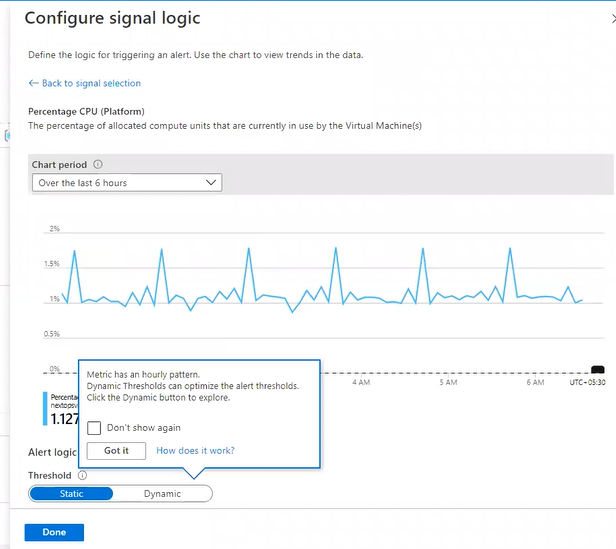 Configure signal logic
Define the logic for triggering an alert. Use the chart to view trends in the data.
← Back to signal selection
Percentage CPU (Platform)
The percentage of allocated compute units that are currently in use by the Virtual Machine(s)
Chart period
Over the last 6 hours
2%
1.5%
1%
0.5%
0%
4 AM 5 AM 6 AM UTC+05:30
Metric has an hourly pattern.
Dynamic Thresholds can optimize the alert thresholds.
Click the Dynamic button to explore.
Don't show again
Got it How does it work?
1.127
Alert logic
Threshold
Static Dynamic
Done